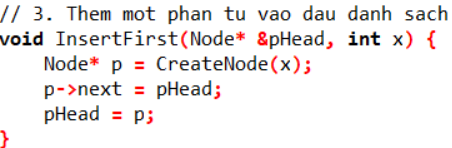 // 3. Them mot phan tu vao dau danh sach
void InsertFirst(Node* &pHead, int x) {
    Node* p = CreateNode(x);
    p->next = pHead;
    pHead = p;
}